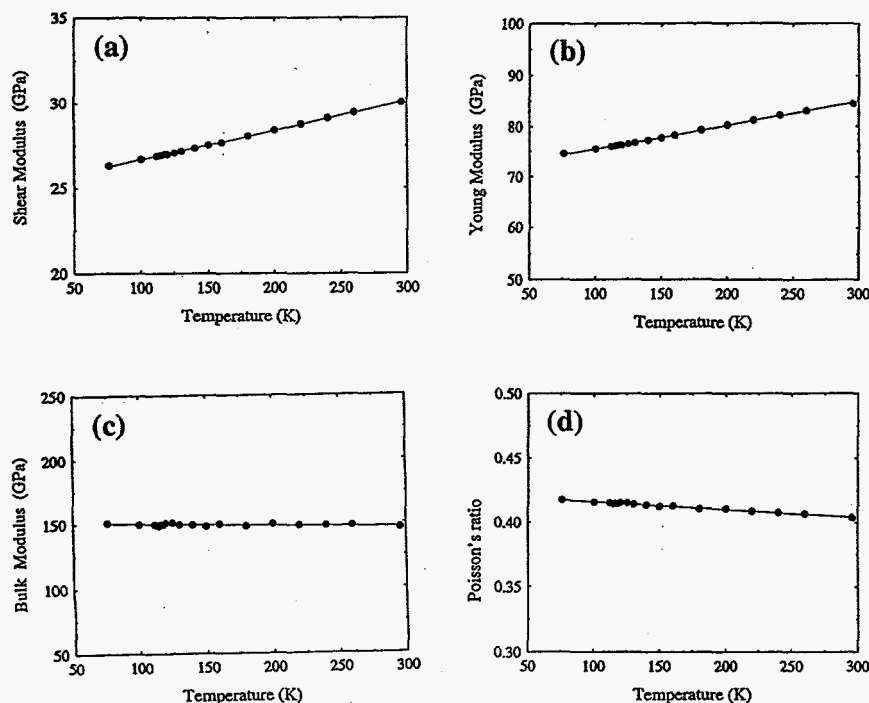 (a)
Shear Modulus (GPa)
35
30
25
20
50 100 150 200 250 300
Temperature (K)
(b)
Young Modulus (GPa)
100
90
80
70
60
50
50 100 150 200 250 300
Temperature (K)
(c)
Bulk Modulus (GPa)
250
200
150
100
50
50 100 150 200 250 300
Temperature (K)
(d)
Poisson's ratio
0.50
0.45
0.40
0.35
0.30
50 100 150 200 250 300
Temperature (K)